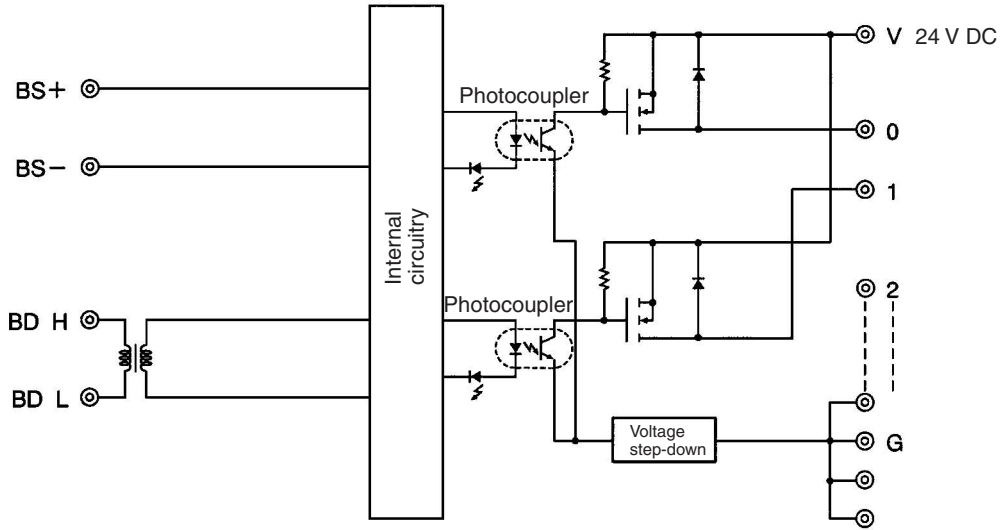 V 24 V DC
BS+
Photocoupler
0
BS−
1
Internal
circuitry
2
Photocoupler
BD H
BD L
Voltage
step-down
G